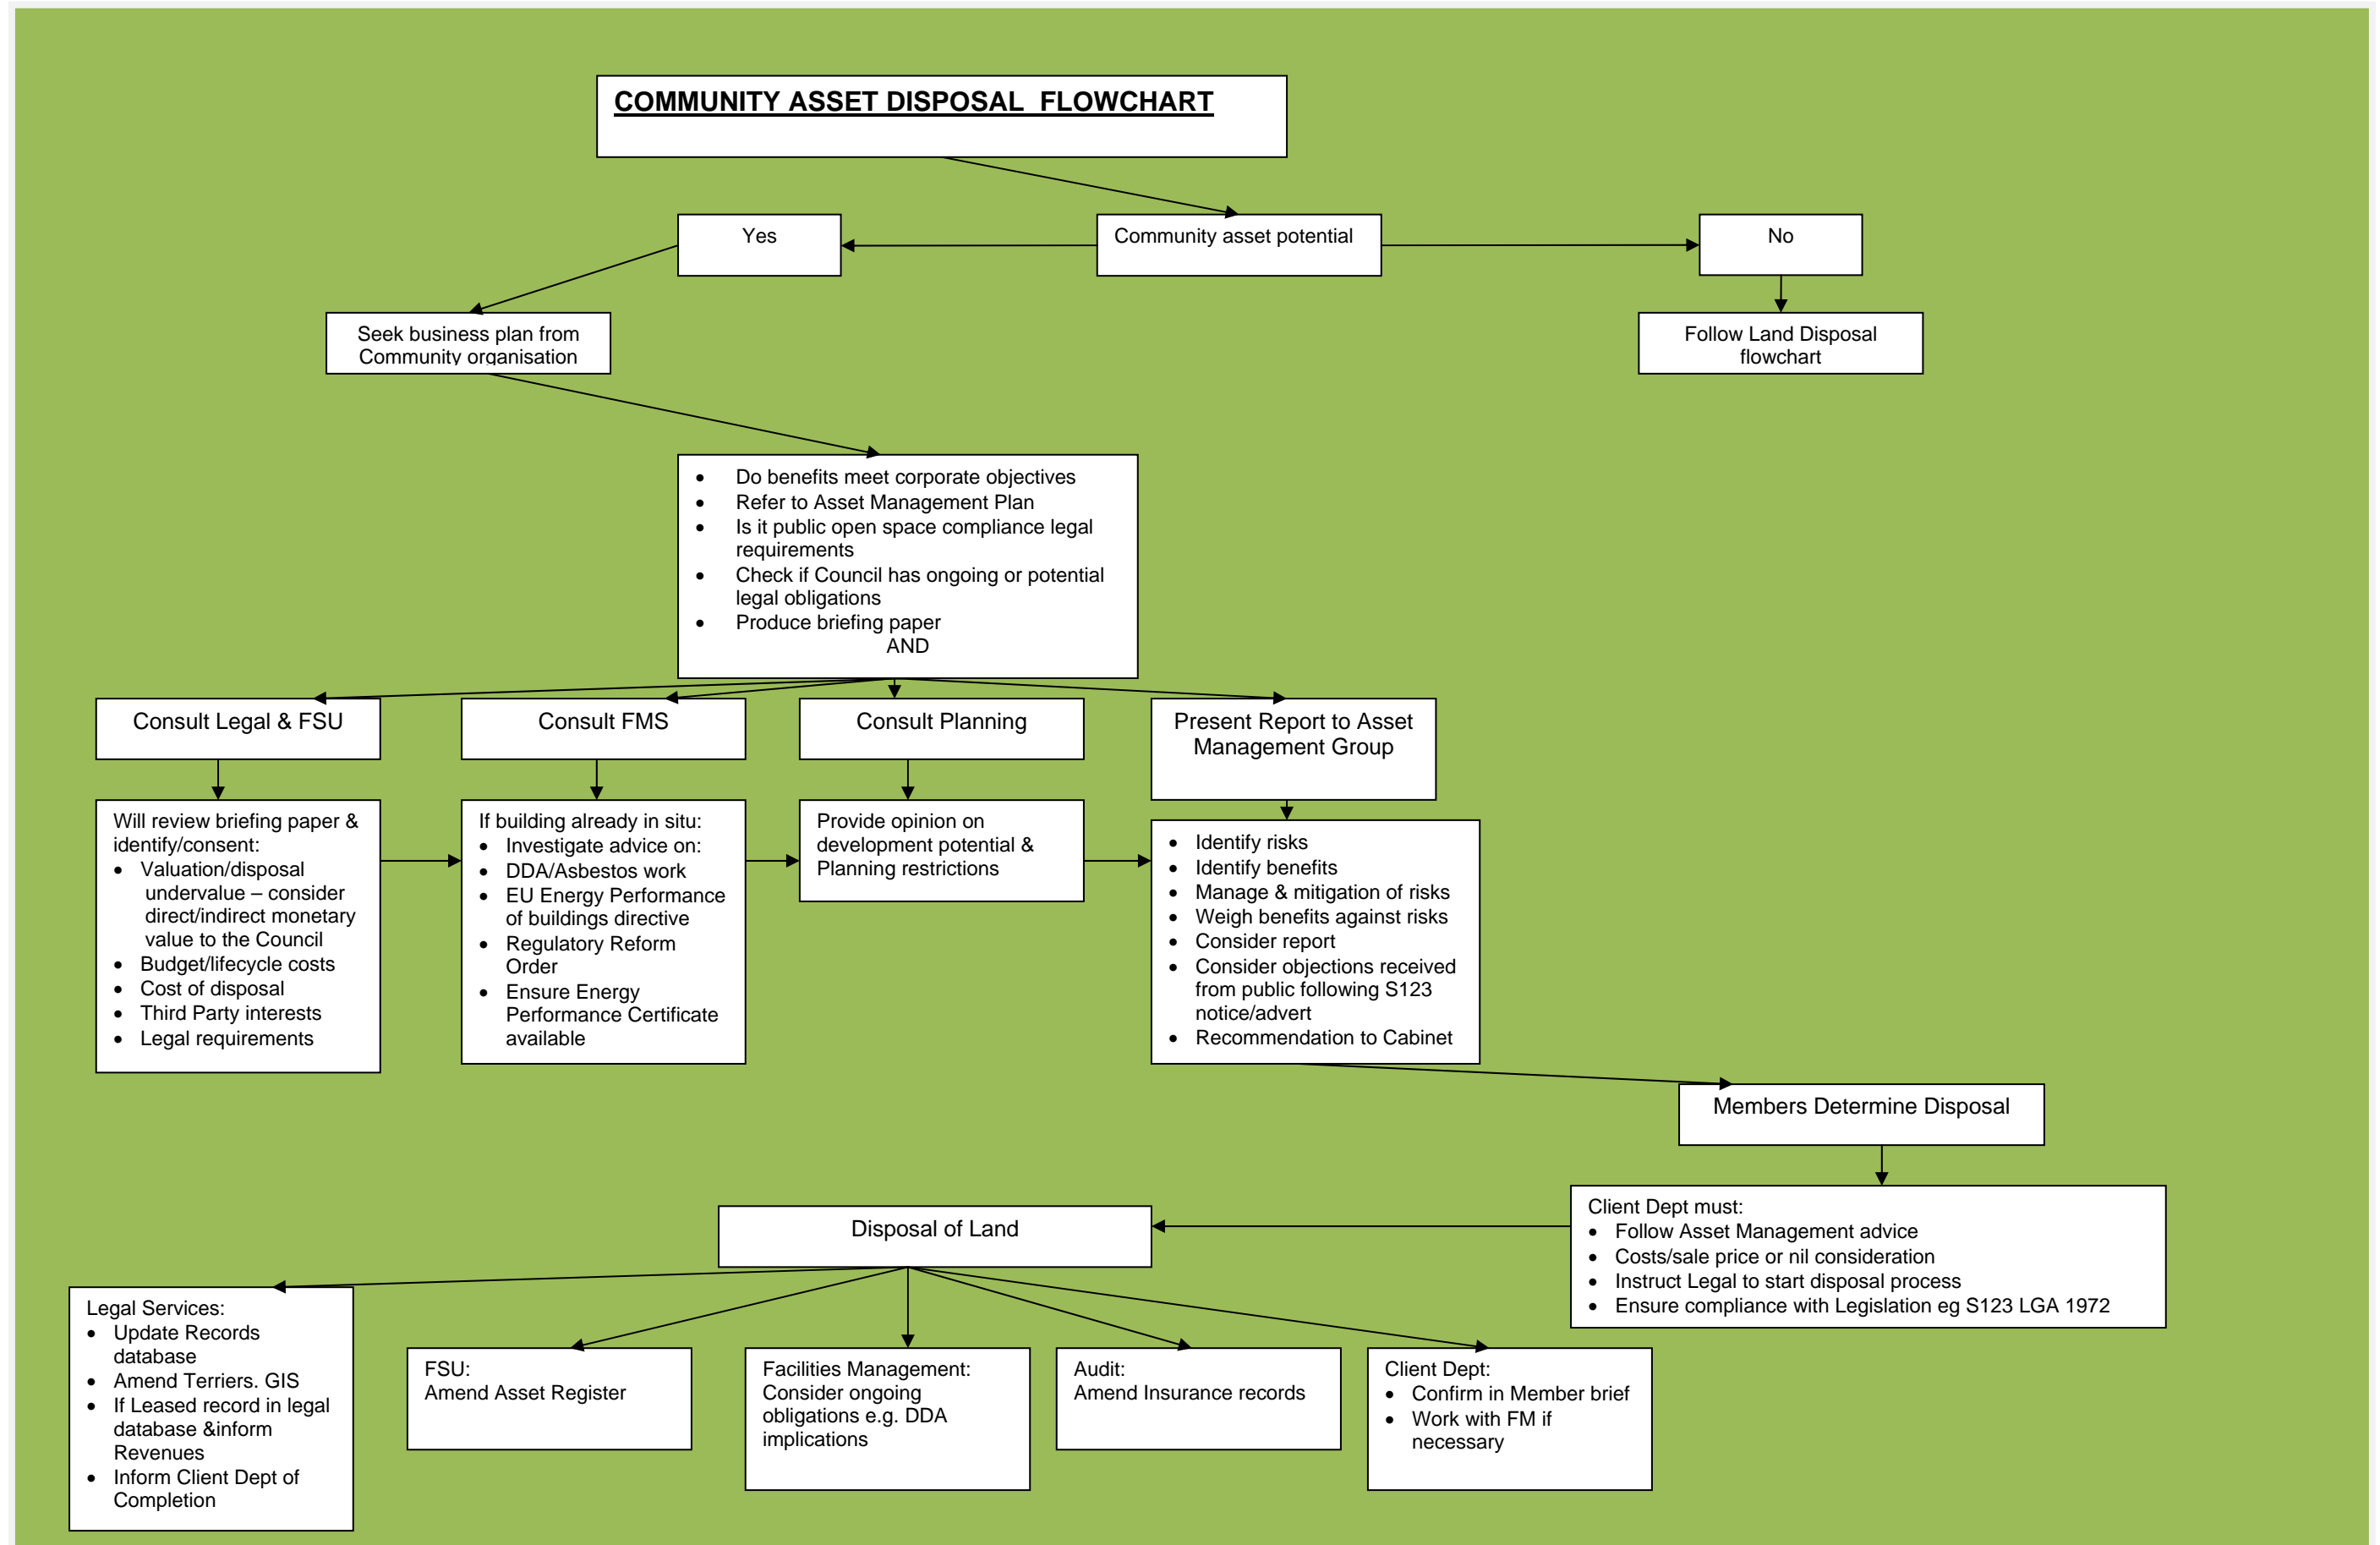 COMMUNITY ASSET DISPOSAL  FLOWCHART
Yes
Community asset potential
No
Seek business plan from
Community organisation
Follow Land Disposal
flowchart
• Do benefits meet corporate objectives
• Refer to Asset Management Plan
• Is it public open space compliance legal
requirements
• Check if Council has ongoing or potential
legal obligations
• Produce briefing paper
AND
Consult Legal & FSU
Consult FMS
Consult Planning
Present Report to Asset
Management Group
Will review briefing paper &
identify/consent:
• Valuation/disposal
undervalue – consider
direct/indirect monetary
value to the Council
• Budget/lifecycle costs
• Cost of disposal
• Third Party interests
• Legal requirements
If building already in situ:
• Investigate advice on:
• DDA/Asbestos work
• EU Energy Performance
of buildings directive
• Regulatory Reform
Order
• Ensure Energy
Performance Certificate
available
Provide opinion on
development potential &
Planning restrictions
• Identify risks
• Identify benefits
• Manage & mitigation of risks
• Weigh benefits against risks
• Consider report
• Consider objections received
from public following S123
notice/advert
• Recommendation to Cabinet
Members Determine Disposal
Client Dept must:
• Follow Asset Management advice
• Costs/sale price or nil consideration
• Instruct Legal to start disposal process
• Ensure compliance with Legislation eg S123 LGA 1972
Disposal of Land
Legal Services:
• Update Records
database
• Amend Terriers. GIS
• If Leased record in legal
database &inform
Revenues
• Inform Client Dept of
Completion
FSU:
Amend Asset Register
Facilities Management:
Consider ongoing
obligations e.g. DDA
implications
Audit:
Amend Insurance records
Client Dept:
• Confirm in Member brief
• Work with FM if
necessary